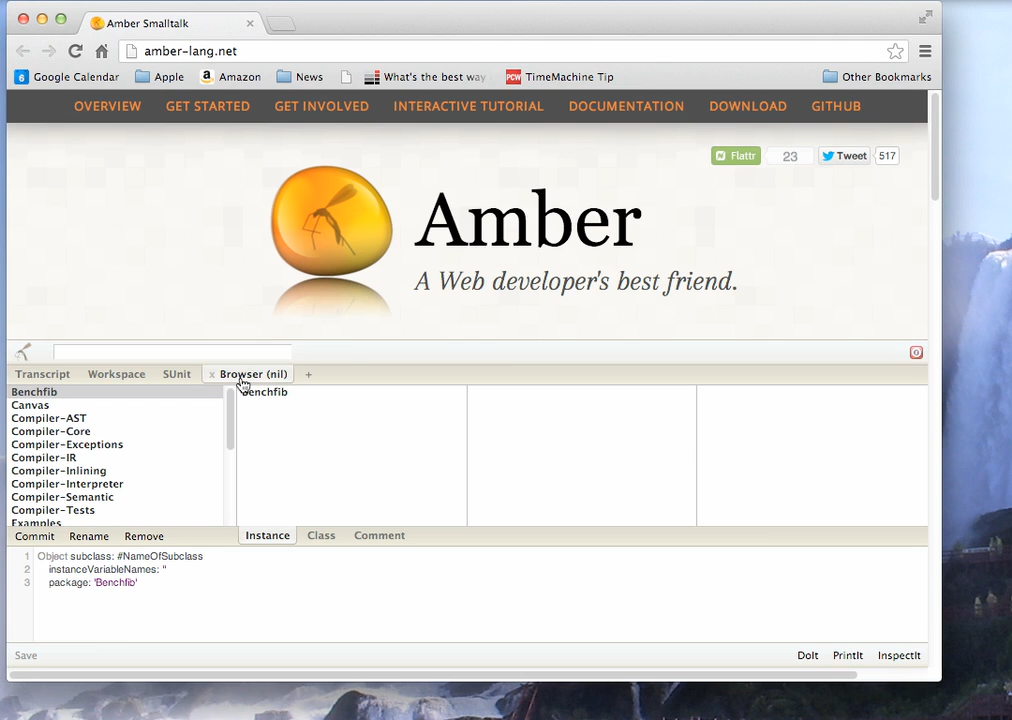 Amber Smalltalk
amber-lang.net
6 Google Calendar Apple a Amazon News What's the best way PCW TimeMachine Tip Other Bookmarks
OVERVIEW GET STARTED GET INVOLVED INTERACTIVE TUTORIAL DOCUMENTATION DOWNLOAD GITHUB
Flattr 23 Tweet 517
Amber
A Web developer's best friend.
Transcript Workspace SUnit x Browser (nil) +
Benchfib
Canvas
Compiler-AST
Compiler-Core
Compiler-Exceptions
Compiler-IR
Compiler-Inlining
Compiler-Interpreter
Compiler-Semantic
Compiler-Tests
Examples
Commit Rename Remove
Instance Class Comment
1 Object subclass: #NameOfSubclass
2 instanceVariableNames: ''
3 package: 'Benchfib'
Save DoIt PrintIt InspectIt